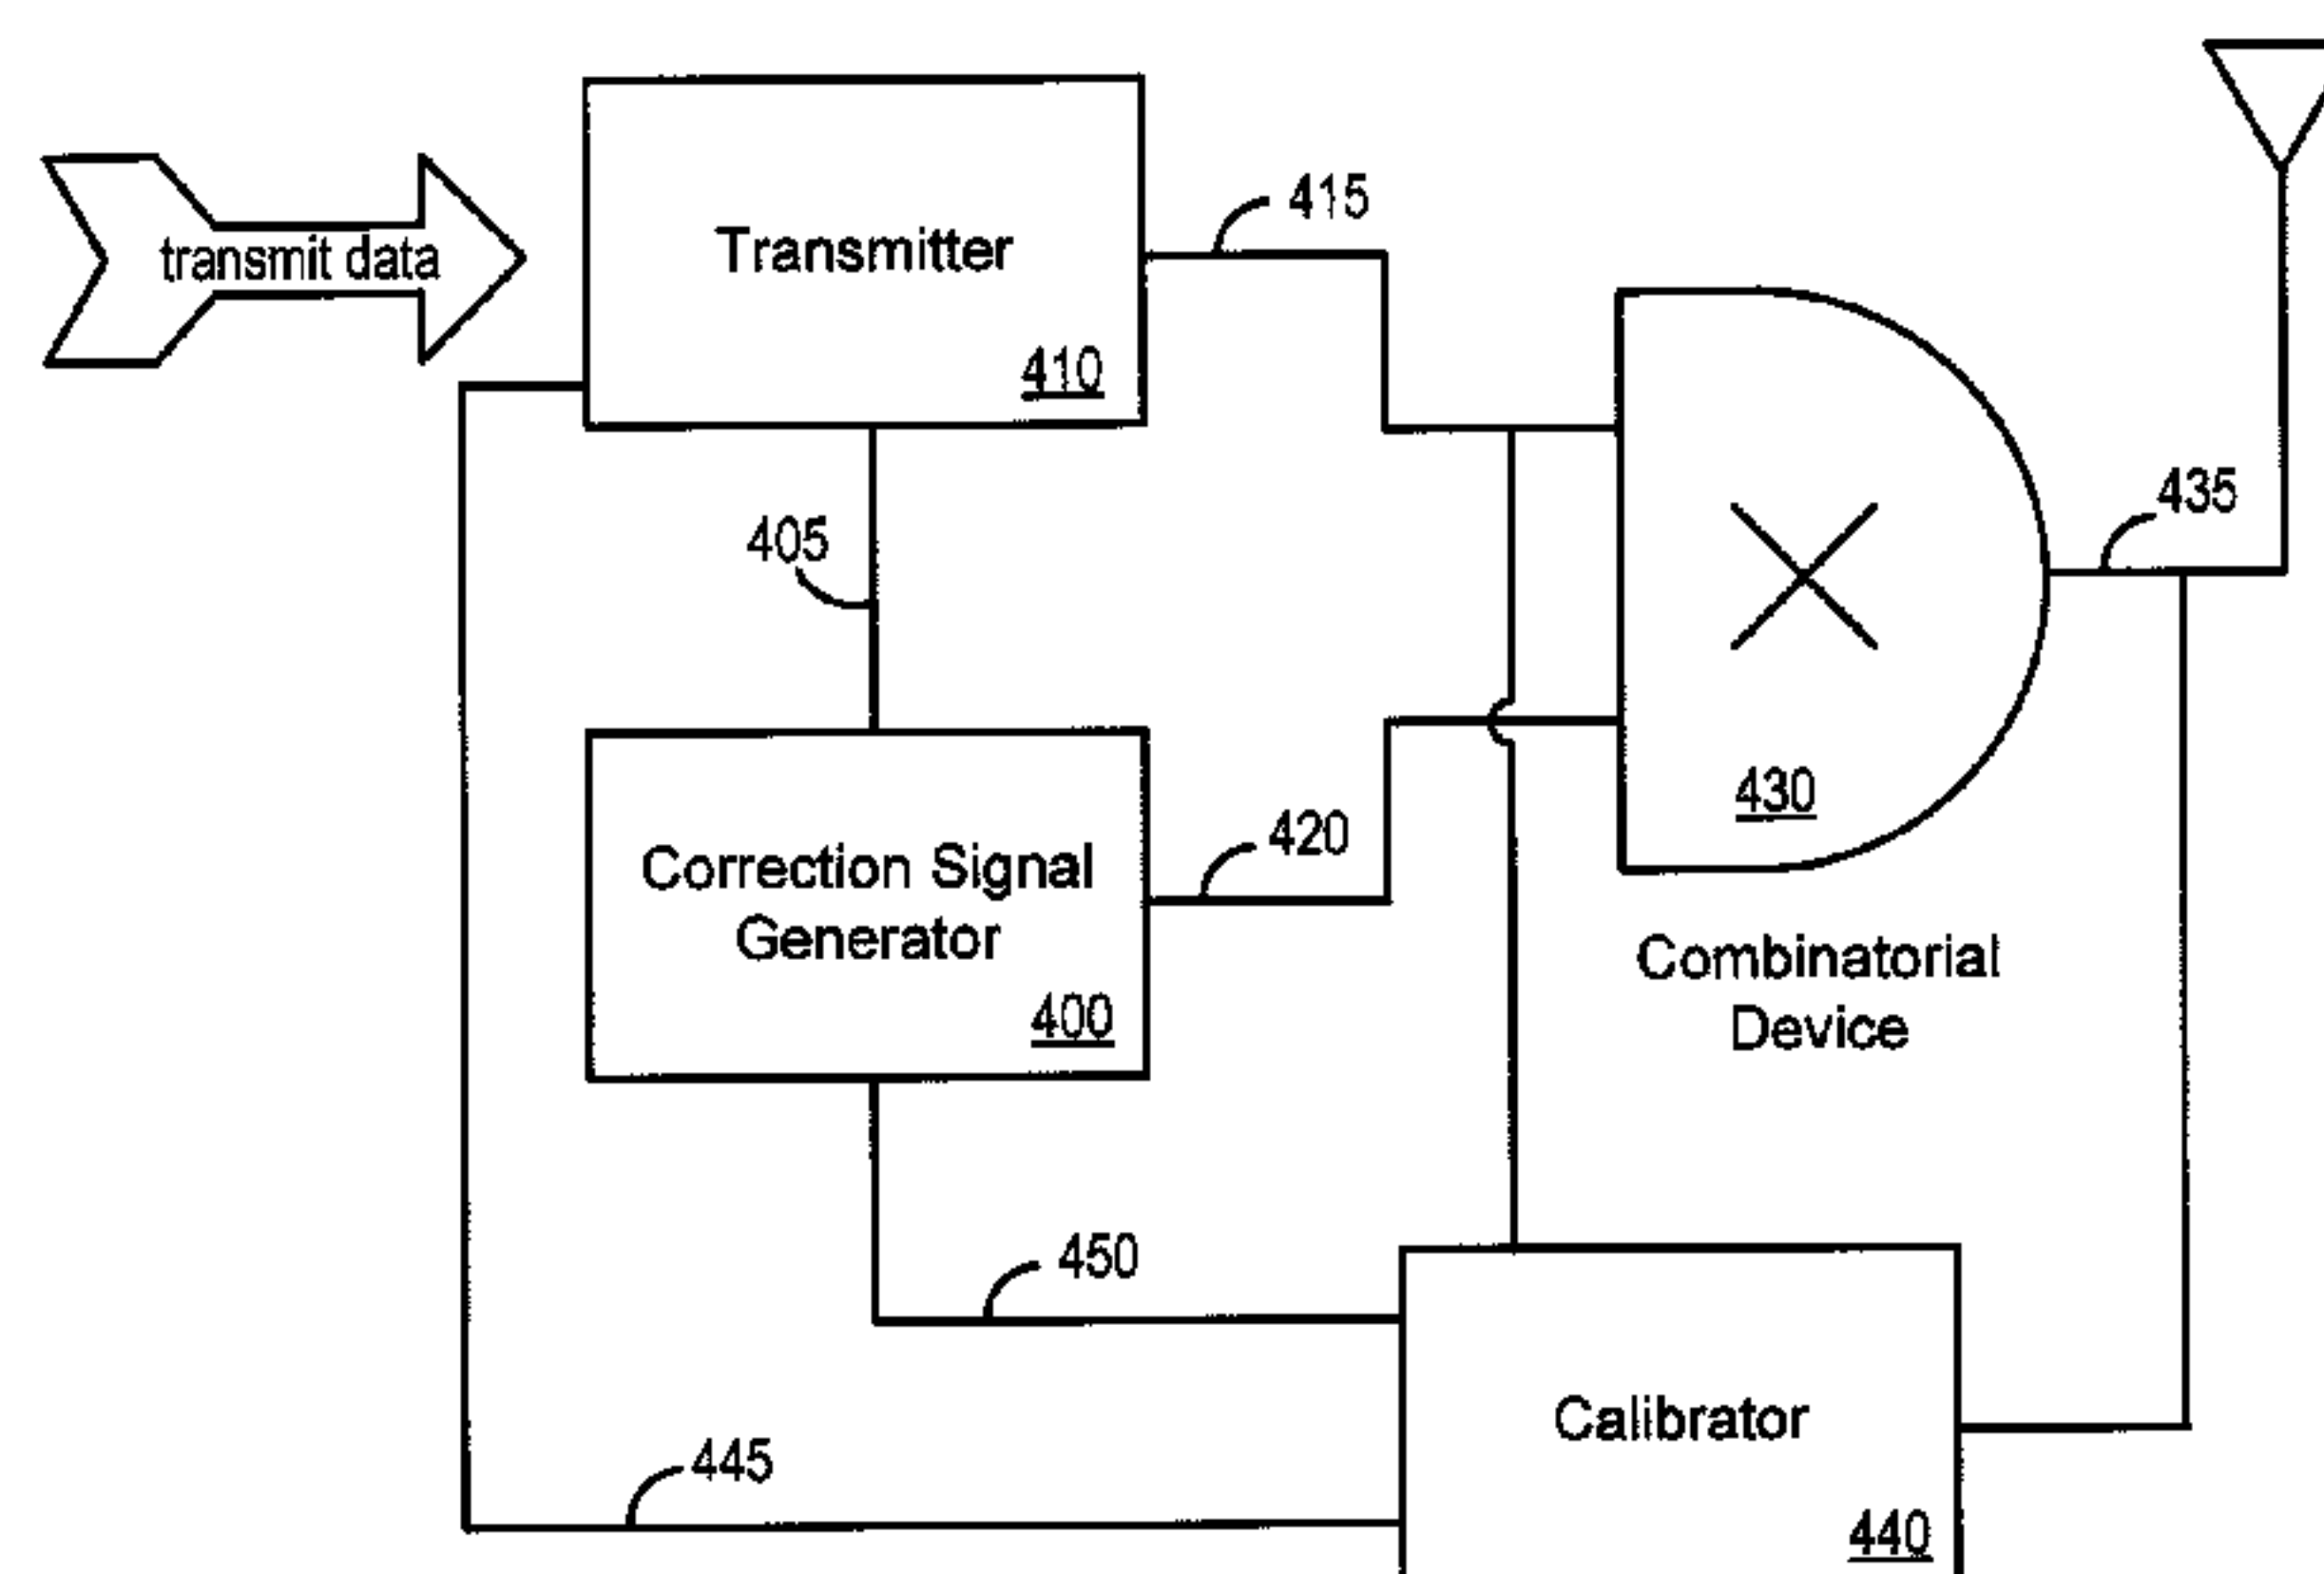 transmit data
Transmitter
410
415
405
435
430
Correction Signal
Generator
400
420
Combinatorial
Device
450
Calibrator
445
440